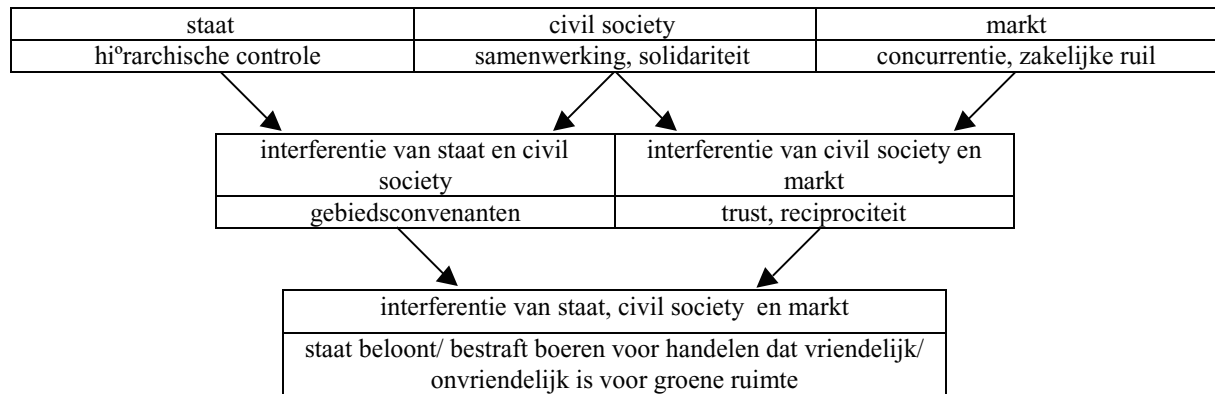 staat
civil society
markt
hiºrarchische controle
samenwerking, solidariteit
concurrentie, zakelijke ruil
interferentie van staat en civil
society
interferentie van civil society en
markt
gebiedsconvenanten
trust, reciprociteit
interferentie van staat, civil society en markt
staat beloont/ bestraft boeren voor handelen dat vriendelijk/
onvriendelijk is voor groene ruimte